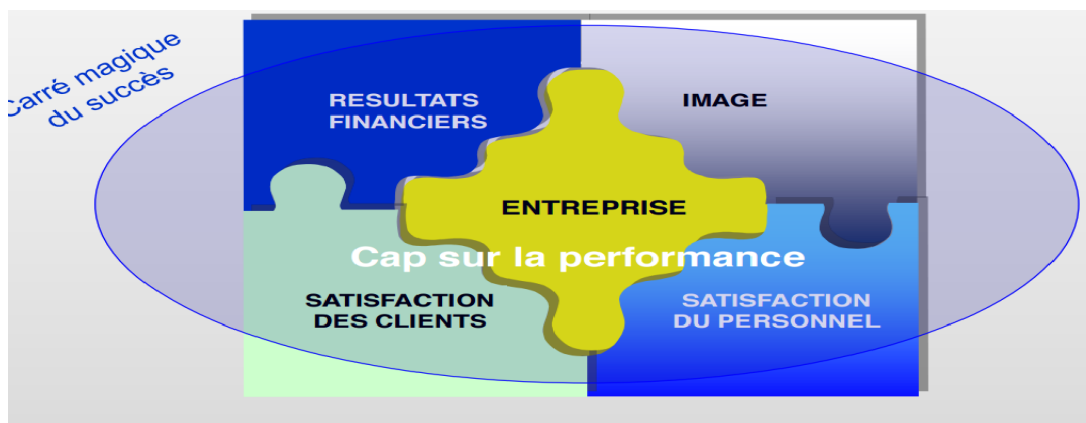 Carré magique
du succès
RESULTATS
FINANCIERS
IMAGE
ENTREPRISE
Cap sur la performance
SATISFACTION
DES CLIENTS
SATISFACTION
DU PERSONNEL